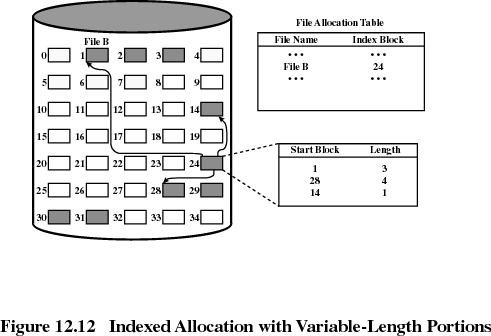 File B
0 1 2 3 4
5 6 7 8 9
10 11 12 13 14
15 16 17 18 19
20 21 22 23 24
25 26 27 28 29
30 31 32 33 34
File Allocation Table
File Name Index Block
• • • • • •
File B 24
• • • • • •
Start Block Length
1 3
28 4
14 1
Figure 12.12 Indexed Allocation with Variable-Length Portions